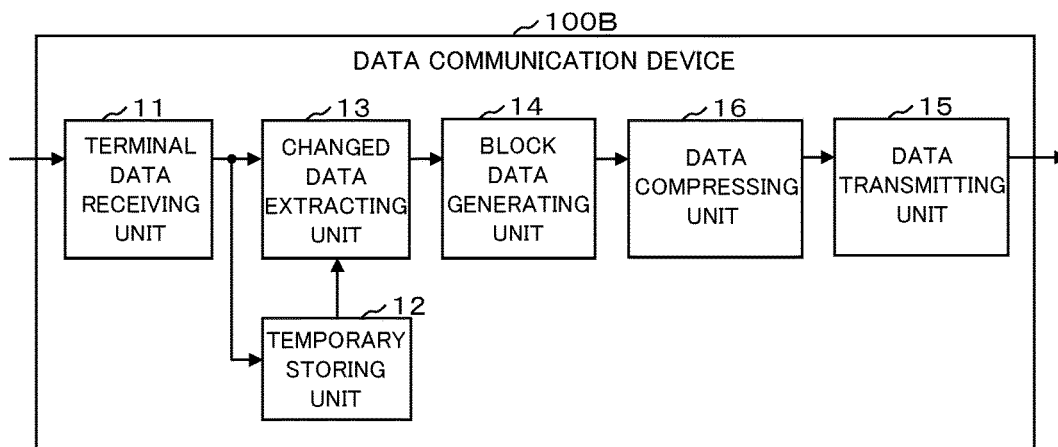 100B
DATA COMMUNICATION DEVICE
11
TERMINAL
DATA
RECEIVING
UNIT
13
CHANGED
DATA
EXTRACTING
UNIT
14
BLOCK
DATA
GENERATING
UNIT
16
DATA
COMPRESSING
UNIT
15
DATA
TRANSMITTING
UNIT
12
TEMPORARY
STORING
UNIT